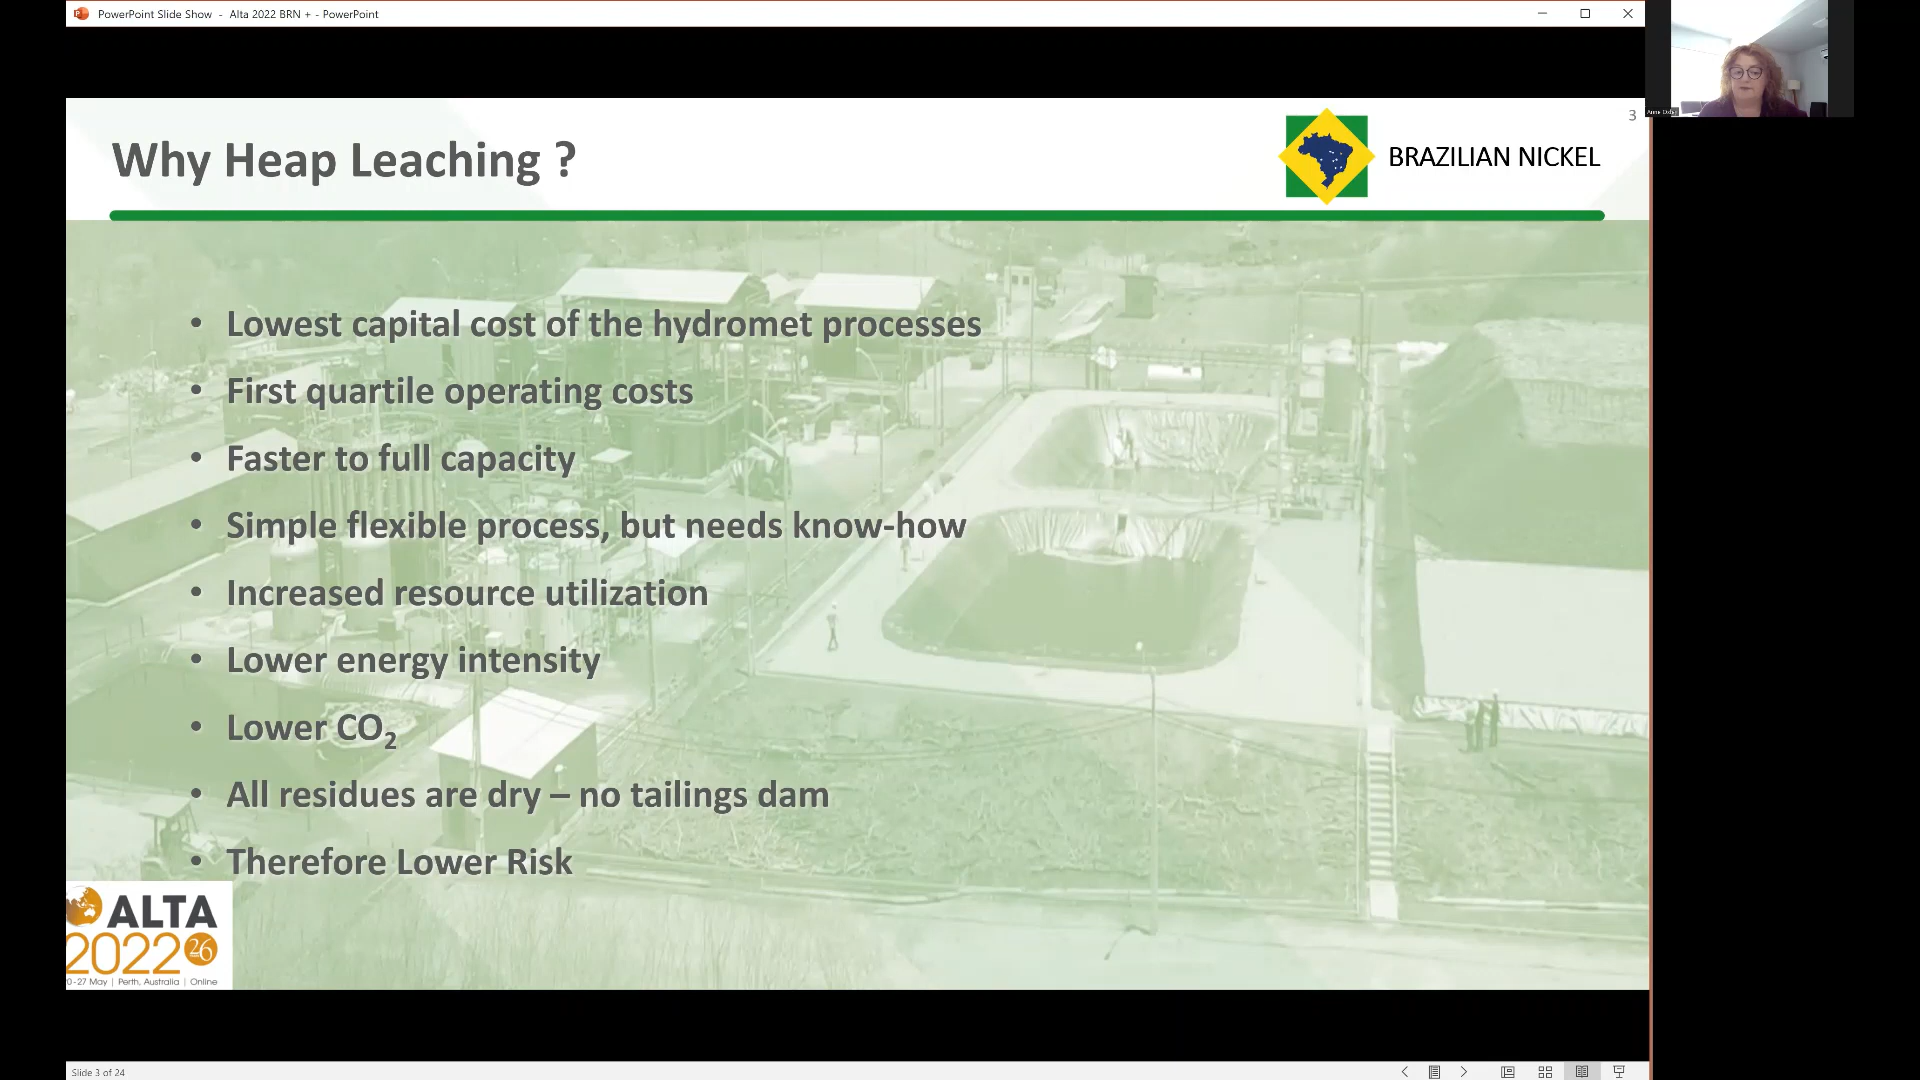 PowerPoint Slide Show - Alta 2022 BRN + - PowerPoint
3
Why Heap Leaching ?
BRAZILIAN NICKEL
• Lowest capital cost of the hydromet processes
• First quartile operating costs
• Faster to full capacity
• Simple flexible process, but needs know-how
• Increased resource utilization
• Lower energy intensity
• Lower CO₂
• All residues are dry – no tailings dam
• Therefore Lower Risk
ALTA
2022 26
0-27 May | Perth, Australia | Online
Slide 3 of 24